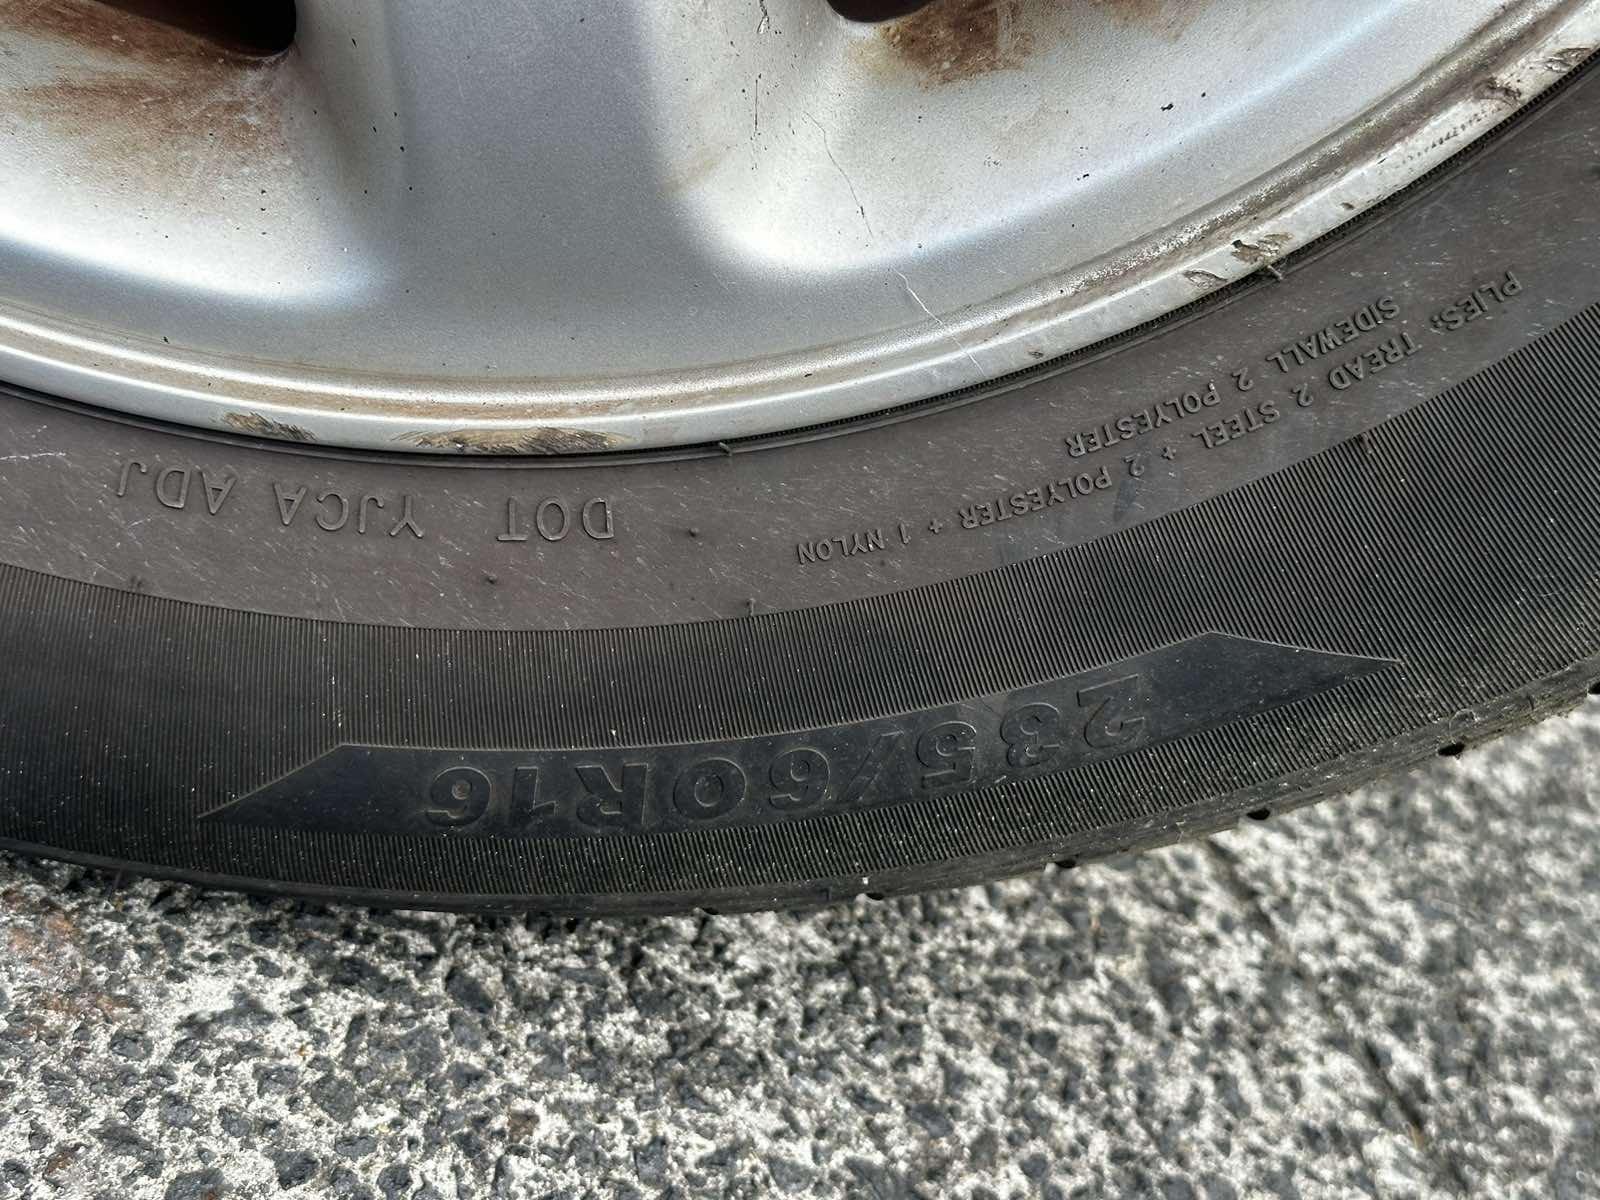 PLIES: TREAD 2 STEEL + 2 POLYESTER + 1 NYLON
SIDEWALL 2 POLYESTER
DOT YJCA ADJ
235/60R16